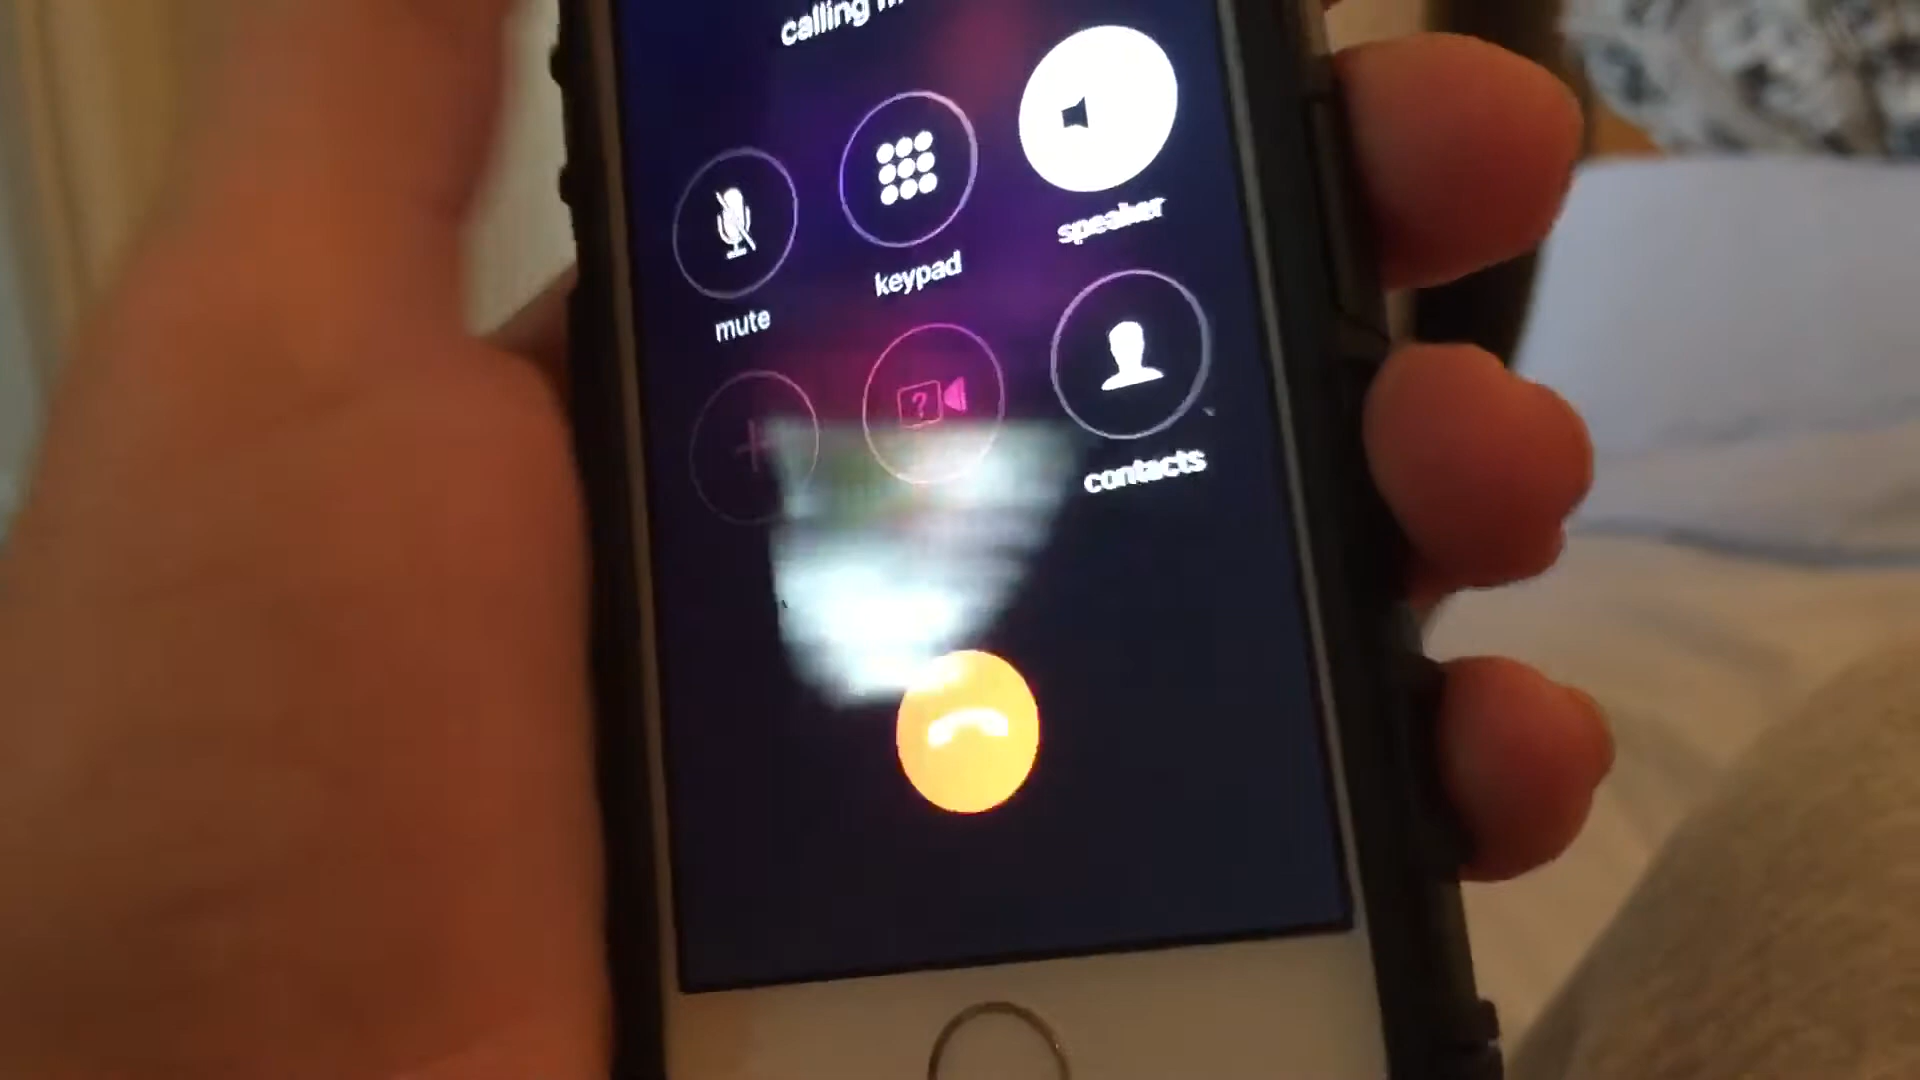 calling
keypad
speaker
mute
?
contacts